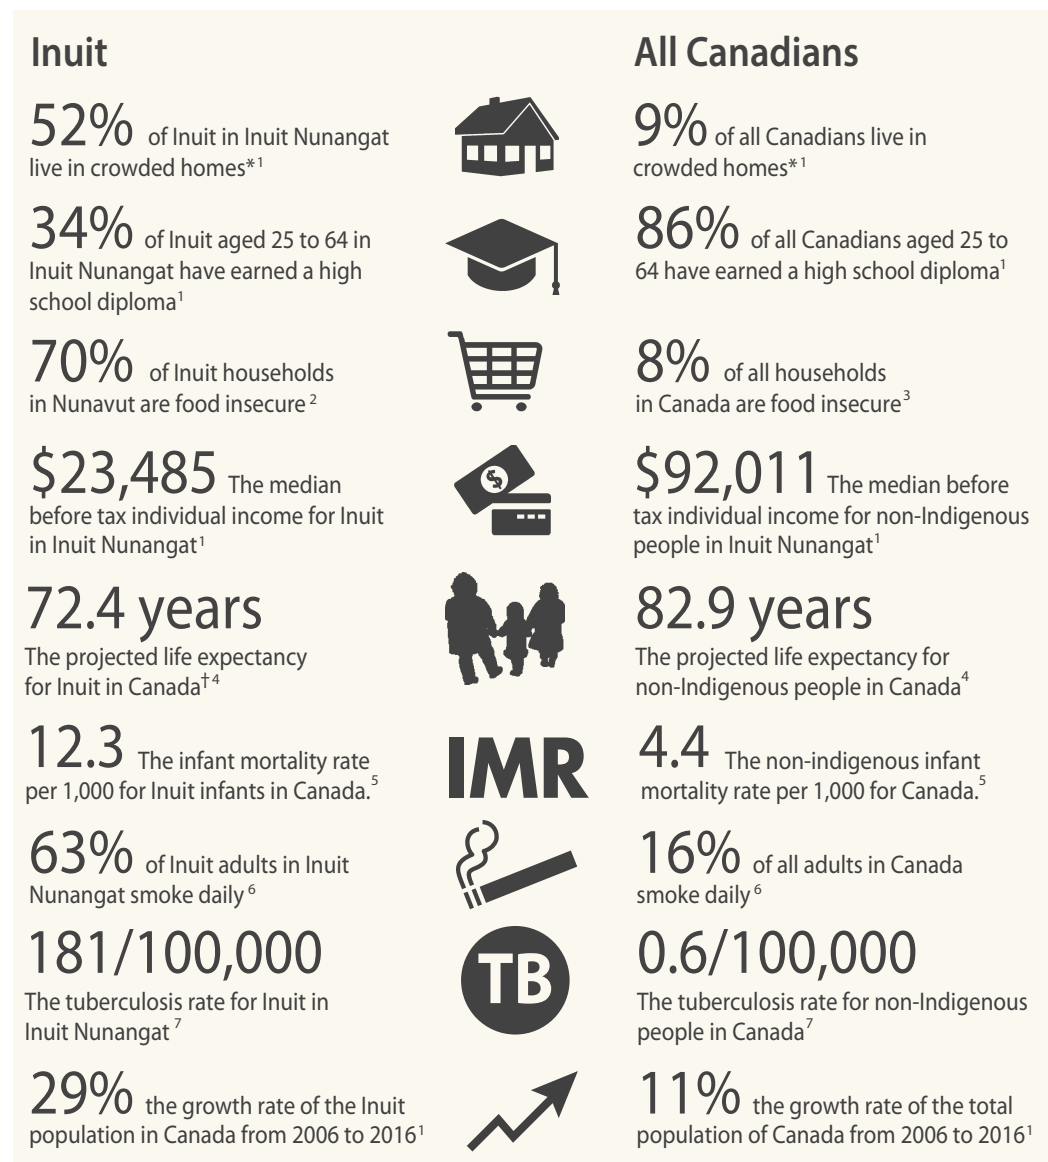 Inuit
All Canadians
52% of Inuit in Inuit Nunangat
live in crowded homes*1
9% of all Canadians live in
crowded homes*1
34% of Inuit aged 25 to 64 in
Inuit Nunangat have earned a high
school diploma1
86% of all Canadians aged 25 to
64 have earned a high school diploma1
70% of Inuit households
in Nunavut are food insecure2
8% of all households
in Canada are food insecure3
$23,485 The median
before tax individual income for Inuit
in Inuit Nunangat1
$
$92,011 The median before
tax individual income for non-Indigenous
people in Inuit Nunangat1
72.4 years
The projected life expectancy
for Inuit in Canada†4
82.9 years
The projected life expectancy for
non-Indigenous people in Canada4
12.3 The infant mortality rate
per 1,000 for Inuit infants in Canada.5
IMR
4.4 The non-indigenous infant
mortality rate per 1,000 for Canada.5
63% of Inuit adults in Inuit
Nunangat smoke daily6
16% of all adults in Canada
smoke daily6
181/100,000
The tuberculosis rate for Inuit in
Inuit Nunangat7
TB
0.6/100,000
The tuberculosis rate for non-Indigenous
people in Canada7
29% the growth rate of the Inuit
population in Canada from 2006 to 20161
11% the growth rate of the total
population of Canada from 2006 to 20161